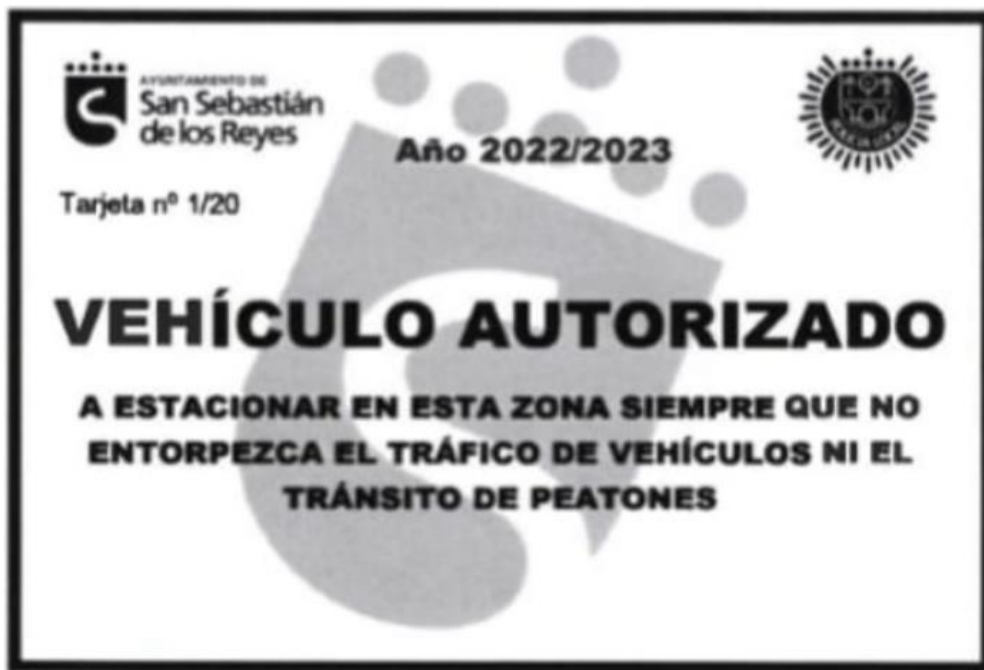 AYUNTAMIENTO DE
San Sebastián
de los Reyes
Año 2022/2023
Tarjeta nº 1/20
VEHÍCULO AUTORIZADO
A ESTACIONAR EN ESTA ZONA SIEMPRE QUE NO
ENTORPEZCA EL TRÁFICO DE VEHÍCULOS NI EL
TRÁNSITO DE PEATONES